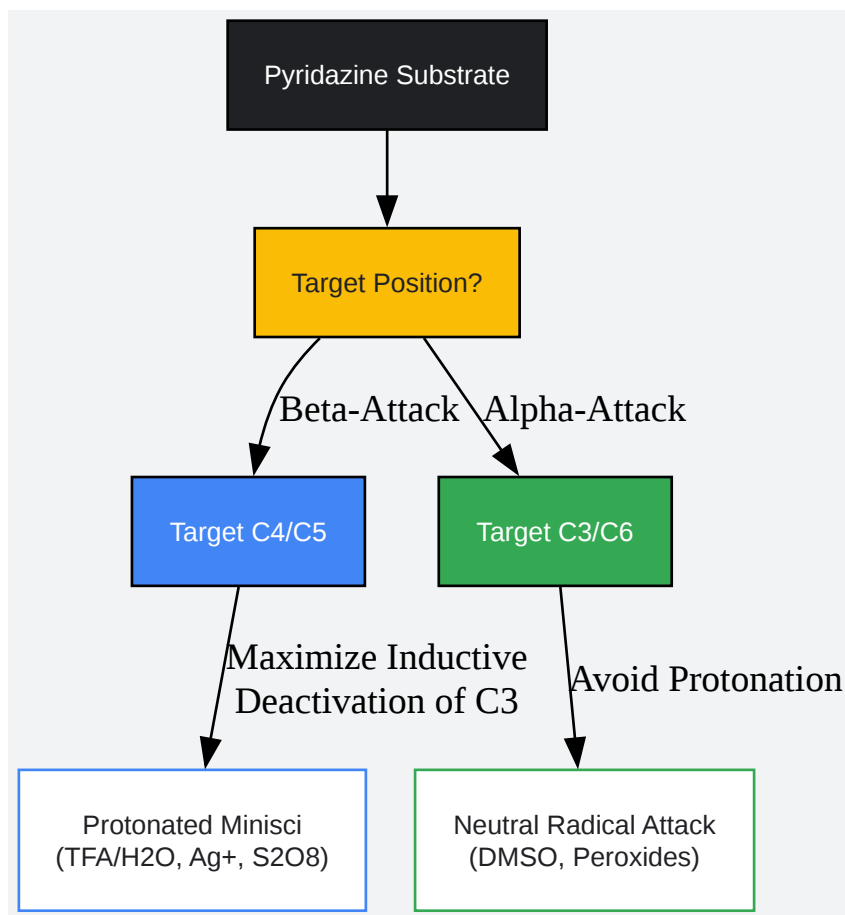 Pyridazine Substrate
Target Position?
Beta-Attack
Alpha-Attack
Target C4/C5
Target C3/C6
Maximize Inductive
Deactivation of C3
Avoid Protonation
Protonated Minisci
(TFA/H2O, Ag+, S2O8)
Neutral Radical Attack
(DMSO, Peroxides)